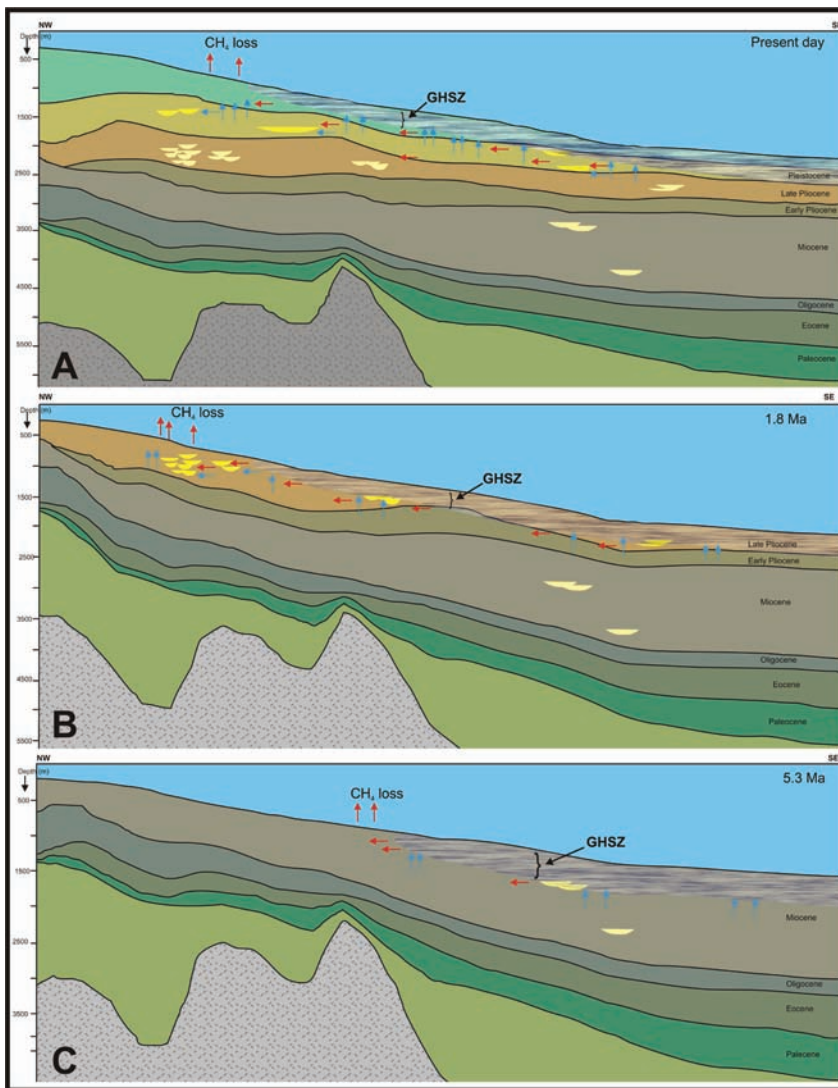 NW
SE
Depth (m)
CH₄ loss
Present day
500
GHSZ
1500
2500
3500
4500
5500
Pleistocene
Late Pliocene
Early Pliocene
Miocene
Oligocene
Eocene
Paleocene
A
NW
SE
Depth (m)
CH₄ loss
1.8 Ma
500
GHSZ
1500
2500
3500
4500
5500
Late Pliocene
Early Pliocene
Miocene
Oligocene
Eocene
Paleocene
B
NW
SE
Depth (m)
CH₄ loss
5.3 Ma
500
GHSZ
1500
2500
3500
Miocene
Oligocene
Eocene
Paleocene
C